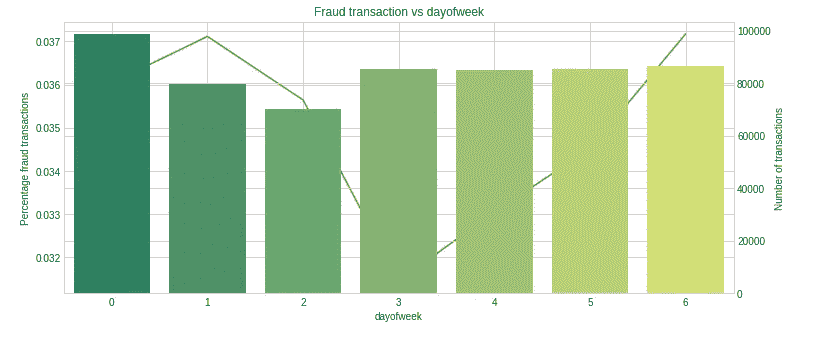 Fraud transaction vs dayofweek
Percentage fraud transactions
0.037
0.036
0.035
0.034
0.033
0.032
100000
80000
60000
40000
20000
0
Number of transactions
0 1 2 3 4 5 6
dayofweek